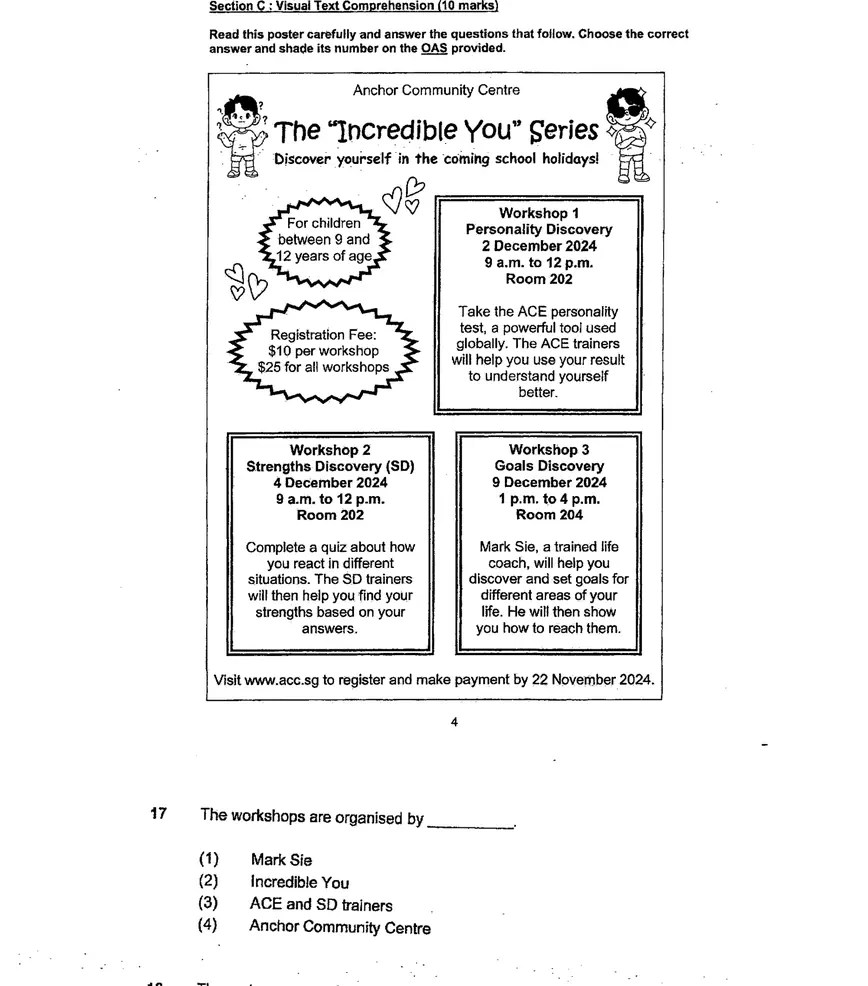 Section C : Visual Text Comprehension (10 marks)
Read this poster carefully and answer the questions that follow. Choose the correct
answer and shade its number on the OAS provided.
Anchor Community Centre
The "Incredible You" Series
Discover yourself in the coming school holidays!
For children
between 9 and
12 years of age
Registration Fee:
$10 per workshop
$25 for all workshops
Workshop 1
Personality Discovery
2 December 2024
9 a.m. to 12 p.m.
Room 202
Take the ACE personality
test, a powerful tool used
globally. The ACE trainers
will help you use your result
to understand yourself
better.
Workshop 2
Strengths Discovery (SD)
4 December 2024
9 a.m. to 12 p.m.
Room 202
Complete a quiz about how
you react in different
situations. The SD trainers
will then help you find your
strengths based on your
answers.
Workshop 3
Goals Discovery
9 December 2024
1 p.m. to 4 p.m.
Room 204
Mark Sie, a trained life
coach, will help you
discover and set goals for
different areas of your
life. He will then show
you how to reach them.
Visit www.acc.sg to register and make payment by 22 November 2024.
4
17 The workshops are organised by __________.
(1) Mark Sie
(2) Incredible You
(3) ACE and SD trainers
(4) Anchor Community Centre